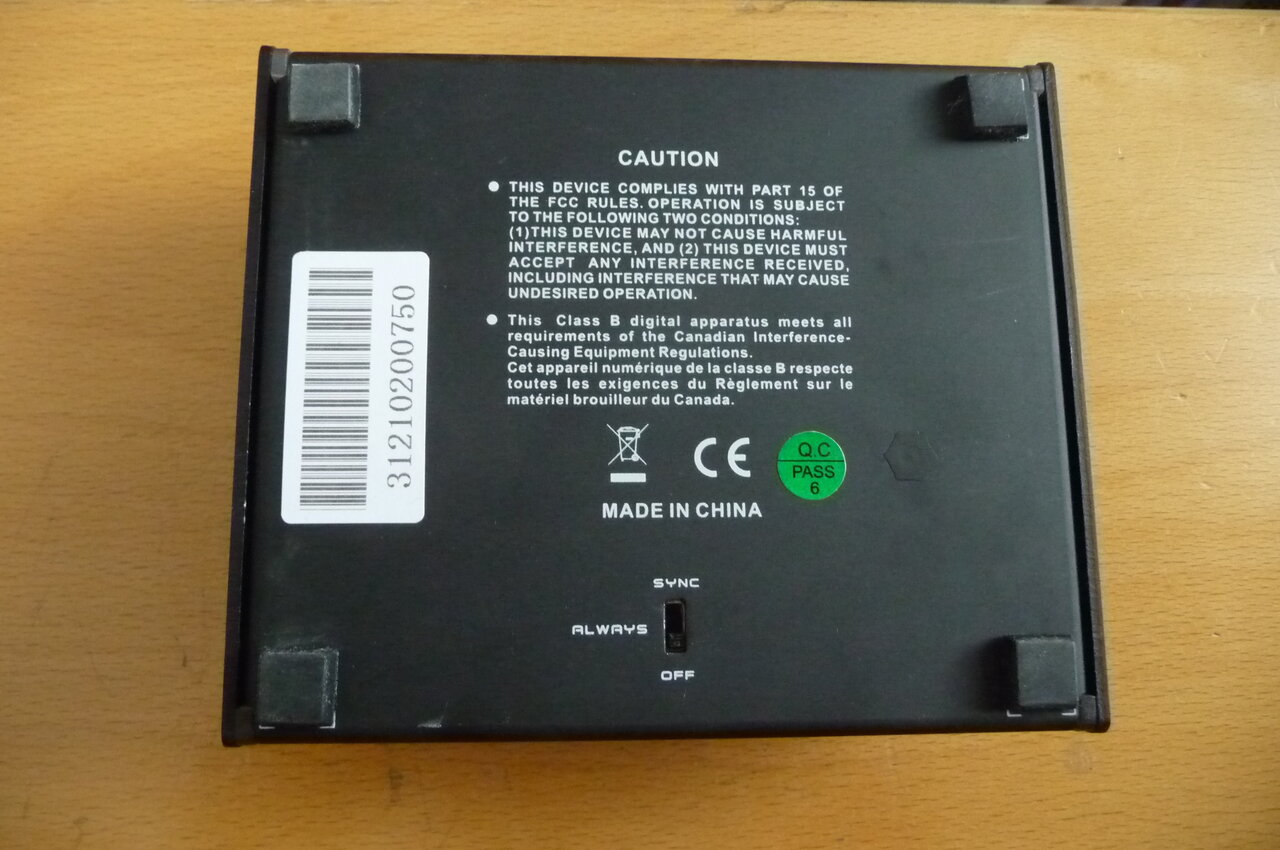 CAUTION
● THIS DEVICE COMPLIES WITH PART 15 OF
THE FCC RULES. OPERATION IS SUBJECT
TO THE FOLLOWING TWO CONDITIONS:
(1)THIS DEVICE MAY NOT CAUSE HARMFUL
INTERFERENCE, AND (2) THIS DEVICE MUST
ACCEPT ANY INTERFERENCE RECEIVED,
INCLUDING INTERFERENCE THAT MAY CAUSE
UNDESIRED OPERATION.
● This Class B digital apparatus meets all
requirements of the Canadian Interference-
Causing Equipment Regulations.
Cet appareil numérique de la classe B respecte
toutes les exigences du Règlement sur le
matériel brouilleur du Canada.
31210200750
CE
Q.C
PASS
6
MADE IN CHINA
SYNC
ALWAYS
OFF